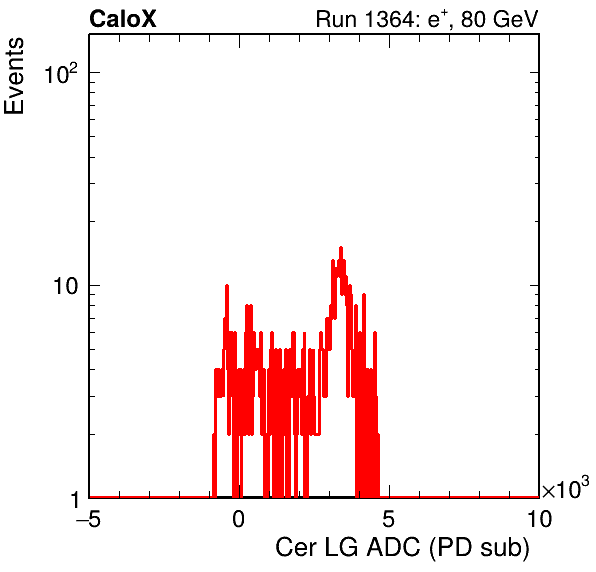 CaloX Run 1364: e⁺, 80 GeV
Events
10²
10
1
−5 0 5 10
×10³
Cer LG ADC (PD sub)